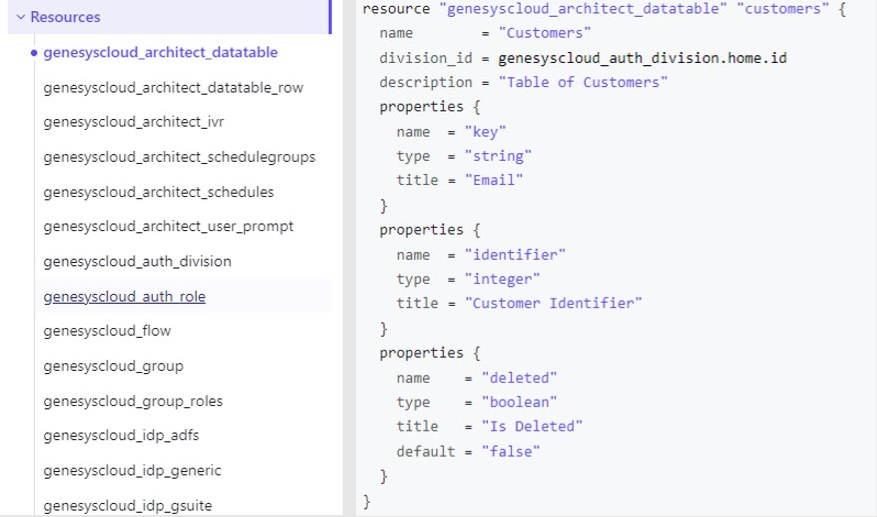 Resources
genesyscloud_architect_datatable
genesyscloud_architect_datatable_row
genesyscloud_architect_ivr
genesyscloud_architect_schedulegroups
genesyscloud_architect_schedules
genesyscloud_architect_user_prompt
genesyscloud_auth_division
genesyscloud_auth_role
genesyscloud_flow
genesyscloud_group
genesyscloud_group_roles
genesyscloud_idp_adfs
genesyscloud_idp_generic
genesyscloud_idp_gsuite
resource "genesyscloud_architect_datatable" "customers" {
  name        = "Customers"
  division_id = genesyscloud_auth_division.home.id
  description = "Table of Customers"
  properties {
    name  = "key"
    type  = "string"
    title = "Email"
  }
  properties {
    name  = "identifier"
    type  = "integer"
    title = "Customer Identifier"
  }
  properties {
    name    = "deleted"
    type    = "boolean"
    title   = "Is Deleted"
    default = "false"
  }
}